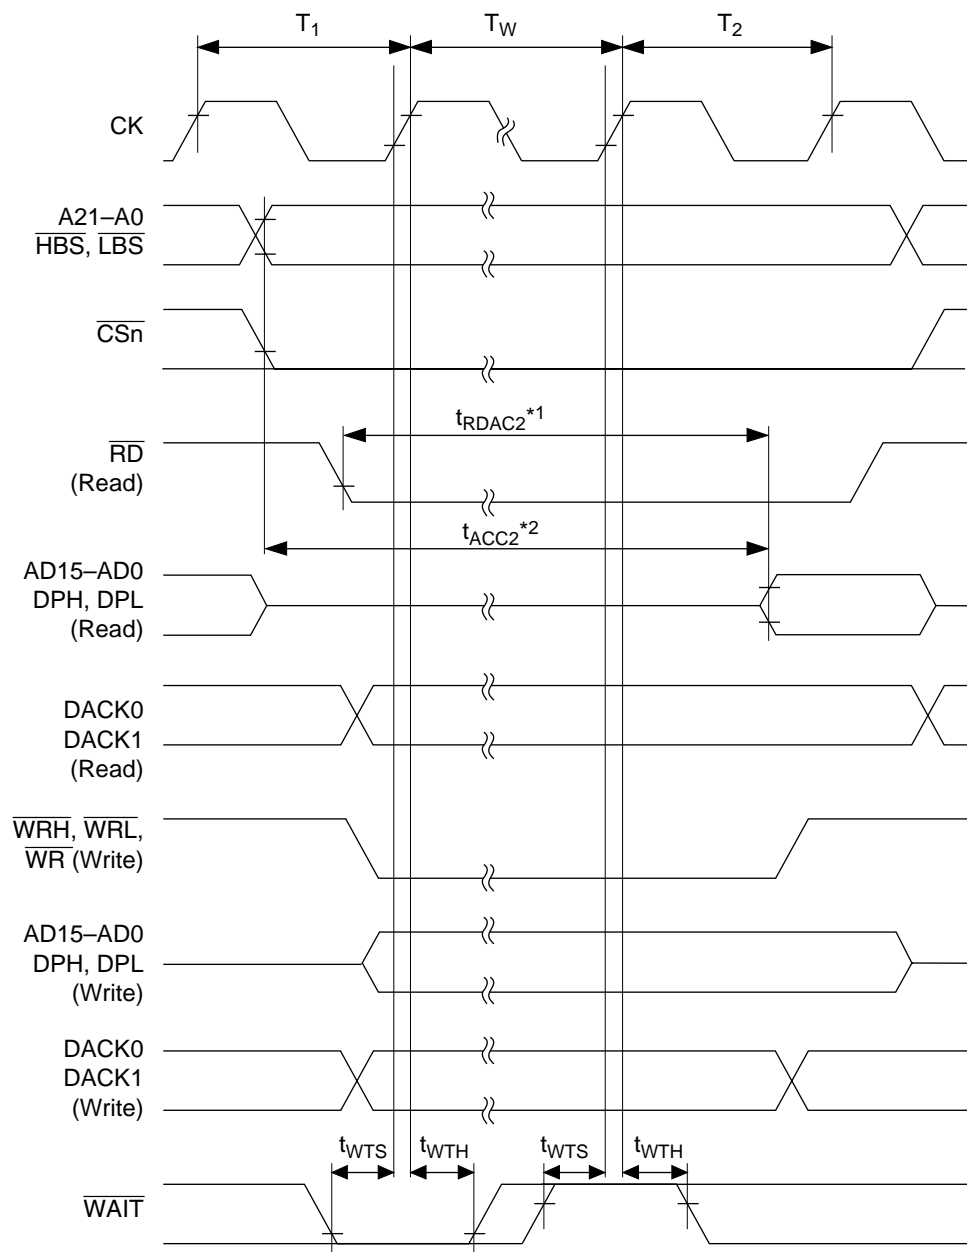 T1 TW T2
CK
A21–A0
HBS, LBS
CSn
tRDAC2*1
RD
(Read)
tACC2*2
AD15–AD0
DPH, DPL
(Read)
DACK0
DACK1
(Read)
WRH, WRL,
WR (Write)
AD15–AD0
DPH, DPL
(Write)
DACK0
DACK1
(Write)
tWTS tWTH tWTS tWTH
WAIT